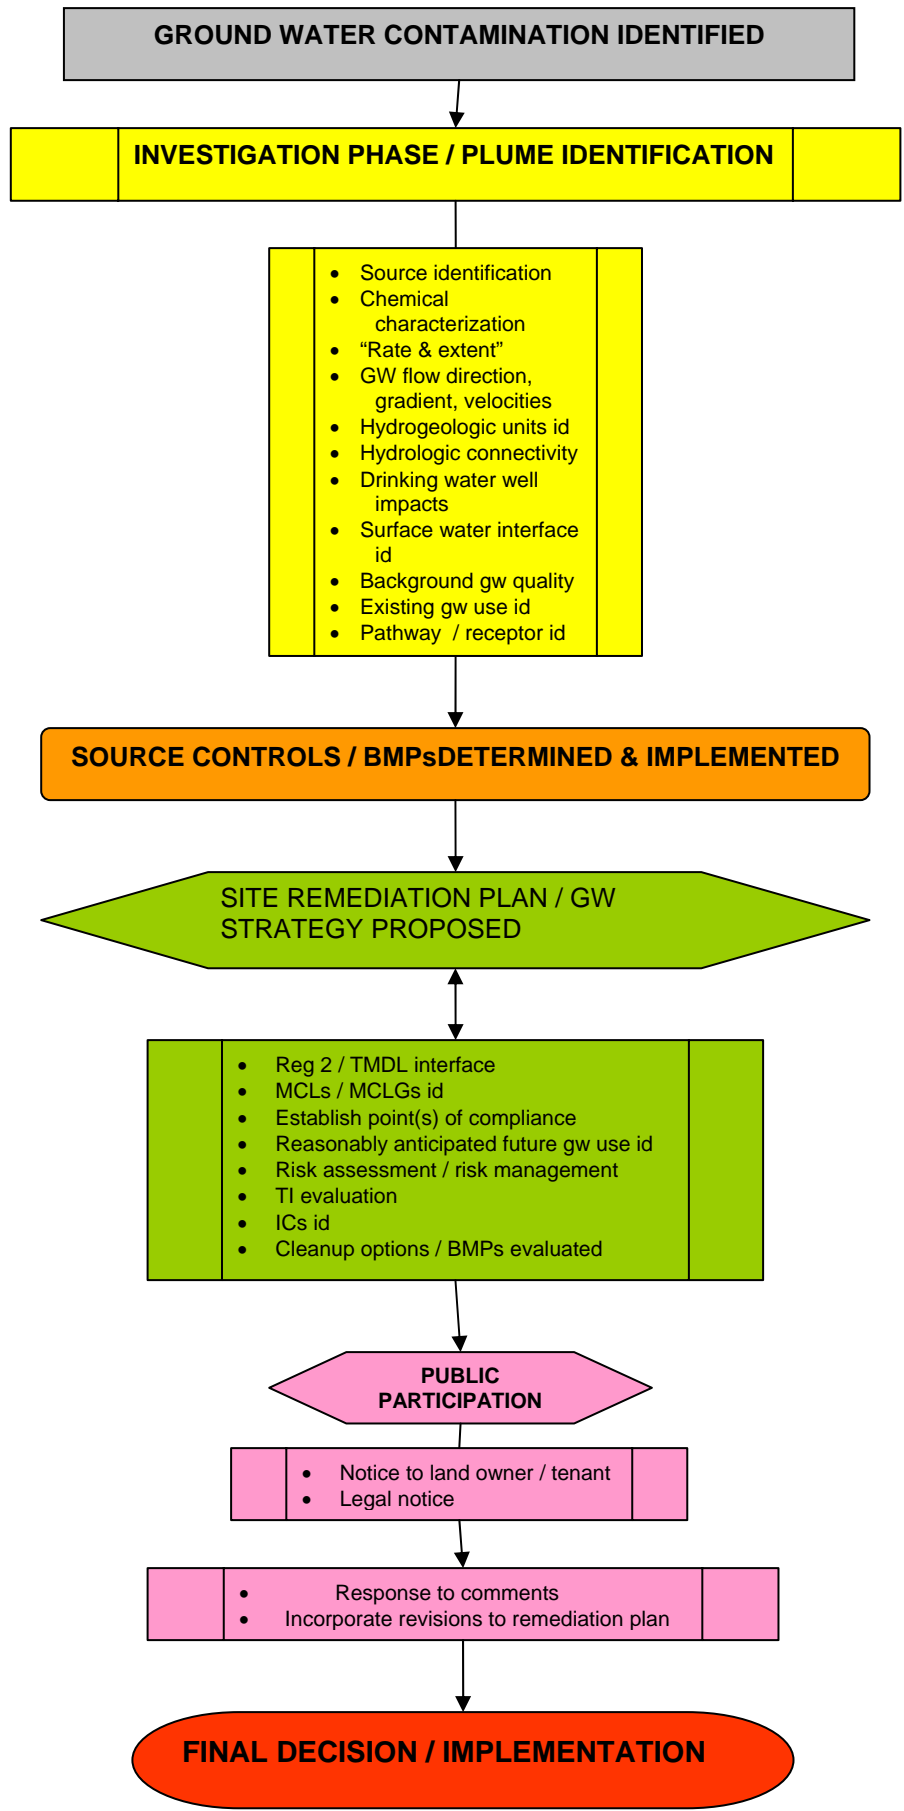 GROUND WATER CONTAMINATION IDENTIFIED
INVESTIGATION PHASE / PLUME IDENTIFICATION
• Source identification
• Chemical
characterization
• “Rate & extent”
• GW flow direction,
gradient, velocities
• Hydrogeologic units id
• Hydrologic connectivity
• Drinking water well
impacts
• Surface water interface
id
• Background gw quality
• Existing gw use id
• Pathway / receptor id
SOURCE CONTROLS / BMPsDETERMINED & IMPLEMENTED
SITE REMEDIATION PLAN / GW
STRATEGY PROPOSED
• Reg 2 / TMDL interface
• MCLs / MCLGs id
• Establish point(s) of compliance
• Reasonably anticipated future gw use id
• Risk assessment / risk management
• TI evaluation
• ICs id
• Cleanup options / BMPs evaluated
PUBLIC
PARTICIPATION
• Notice to land owner / tenant
• Legal notice
• Response to comments
• Incorporate revisions to remediation plan
FINAL DECISION / IMPLEMENTATION